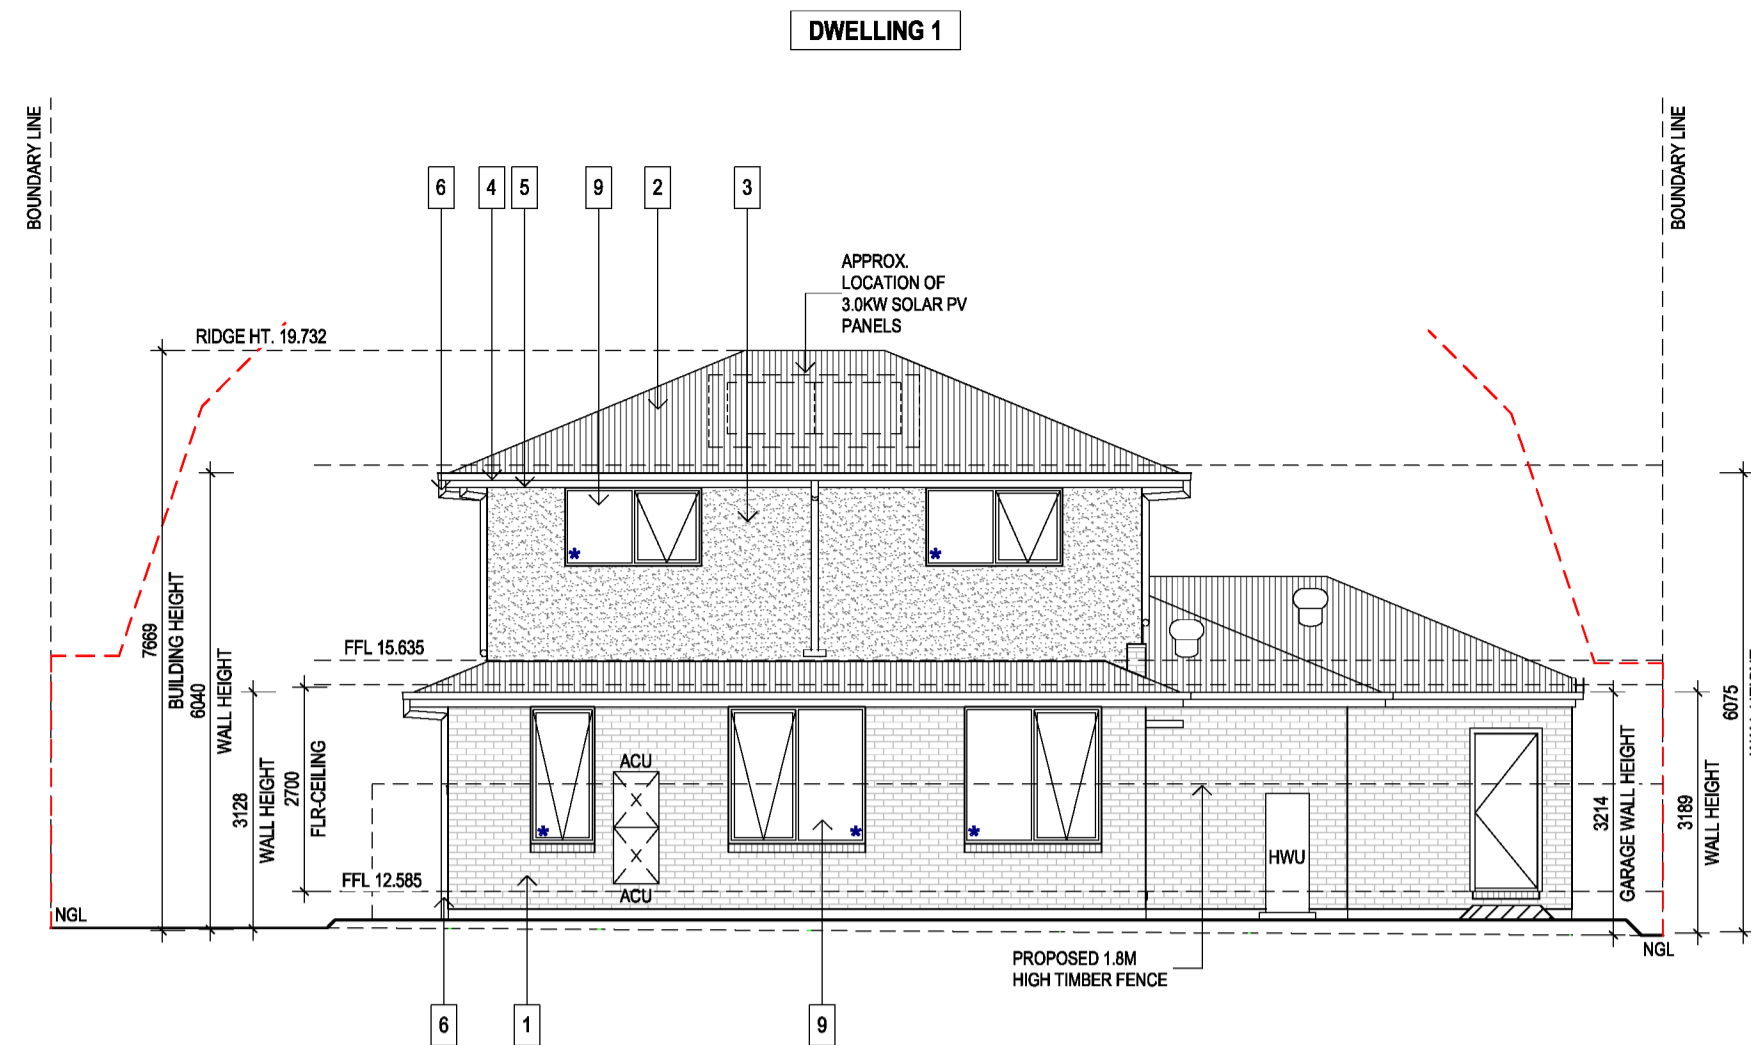 DWELLING 1
BOUNDARY LINE
BOUNDARY LINE
6
4
5
9
2
3
APPROX.
LOCATION OF
3.0KW SOLAR PV
PANELS
RIDGE HT. 19.732
7669
BUILDING HEIGHT
6040
WALL HEIGHT
3128
WALL HEIGHT
2700
FLR-CEILING
FFL 15.635
FFL 12.585
*
*
*
*
*
ACU
X
X
ACU
HWU
3214
GARAGE WALL HEIGHT
3189
WALL HEIGHT
6075
NGL
NGL
PROPOSED 1.8M
HIGH TIMBER FENCE
6
1
9